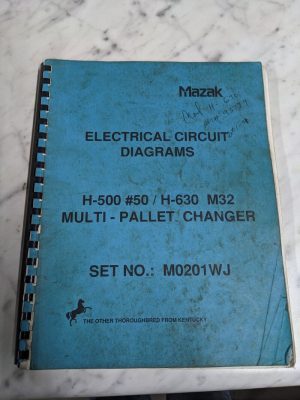 Mazak
ELECTRICAL CIRCUIT
DIAGRAMS
H-500 #50 / H-630 M32
MULTI - PALLET CHANGER
SET NO.: M0201WJ
THE OTHER THOROUGHBRED FROM KENTUCKY